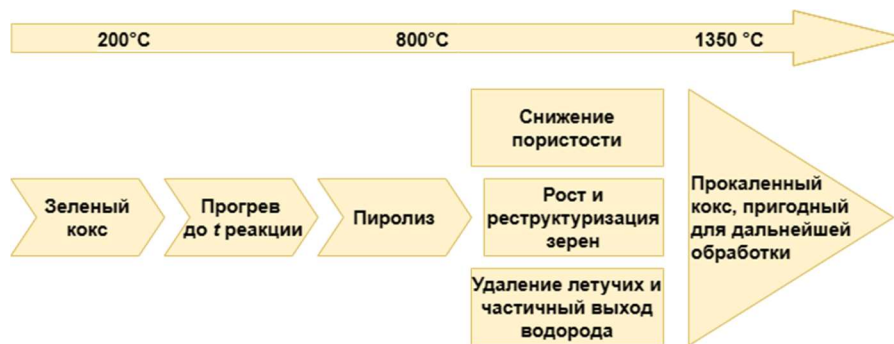 200°C 800°C 1350 °C
Зеленый
кокс
Прогрев
до t реакции
Пиролиз
Снижение
пористости
Рост и
реструктуризация
зерен
Удаление летучих и
частичный выход
водорода
Прокаленный
кокс, пригодный
для дальнейшей
обработки